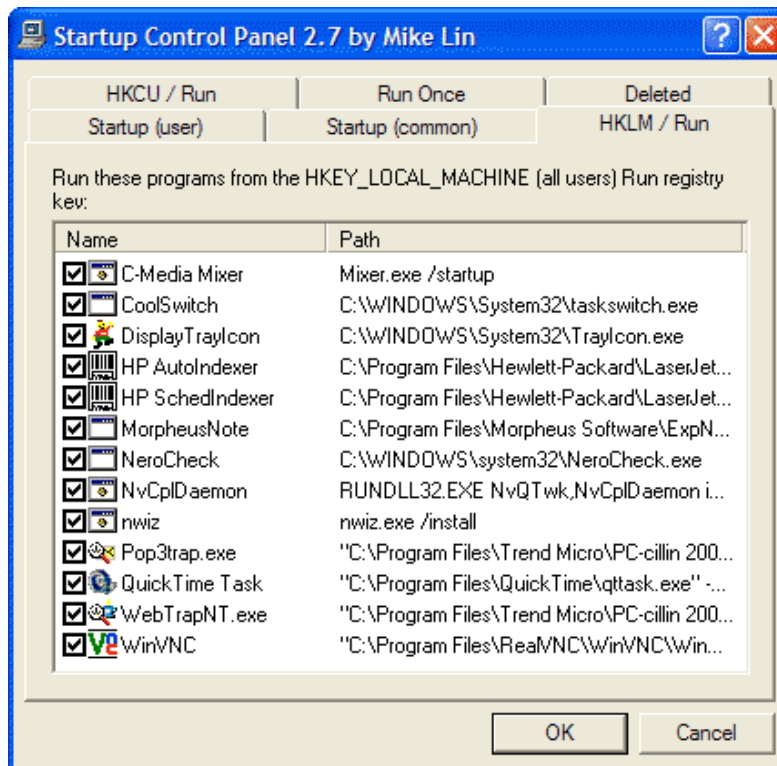 Startup Control Panel 2.7 by Mike Lin
HKCU / Run Run Once Deleted
Startup (user) Startup (common) HKLM / Run
Run these programs from the HKEY_LOCAL_MACHINE (all users) Run registry
key:
Name Path
C-Media Mixer Mixer.exe /startup
CoolSwitch C:\WINDOWS\System32\taskswitch.exe
DisplayTrayIcon C:\WINDOWS\System32\TrayIcon.exe
HP AutoIndexer C:\Program Files\Hewlett-Packard\LaserJet...
HP SchedIndexer C:\Program Files\Hewlett-Packard\LaserJet...
MorpheusNote C:\Program Files\Morpheus Software\ExpN...
NeroCheck C:\WINDOWS\system32\NeroCheck.exe
NvCplDaemon RUNDLL32.EXE NvQTwk,NvCplDaemon i...
nwiz nwiz.exe /install
Pop3trap.exe "C:\Program Files\Trend Micro\PC-cillin 200...
QuickTime Task "C:\Program Files\QuickTime\qttask.exe" -...
WebTrapNT.exe "C:\Program Files\Trend Micro\PC-cillin 200...
WinVNC "C:\Program Files\RealVNC\WinVNC\Win...
OK Cancel